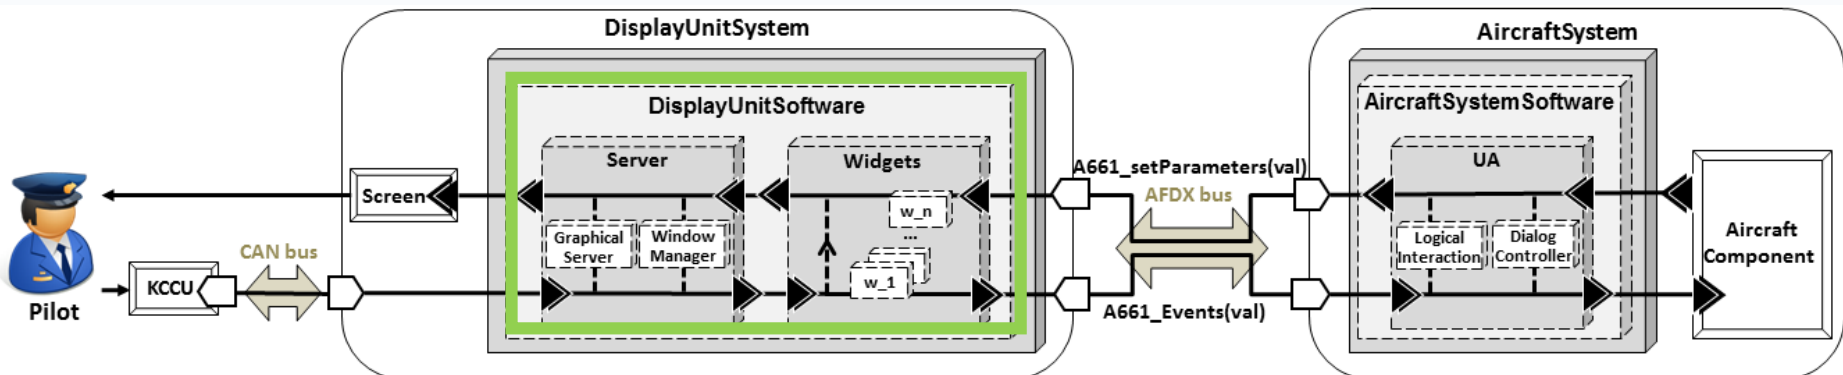 DisplayUnitSystem
AircraftSystem
DisplayUnitSoftware
AircraftSystemSoftware
Server
Widgets
UA
A661_setParameters(val)
AFDX bus
Screen
w_n
...
Graphical
Server
Window
Manager
w_1
Logical
Interaction
Dialog
Controller
Aircraft
Component
CAN bus
KCCU
Pilot
A661_Events(val)